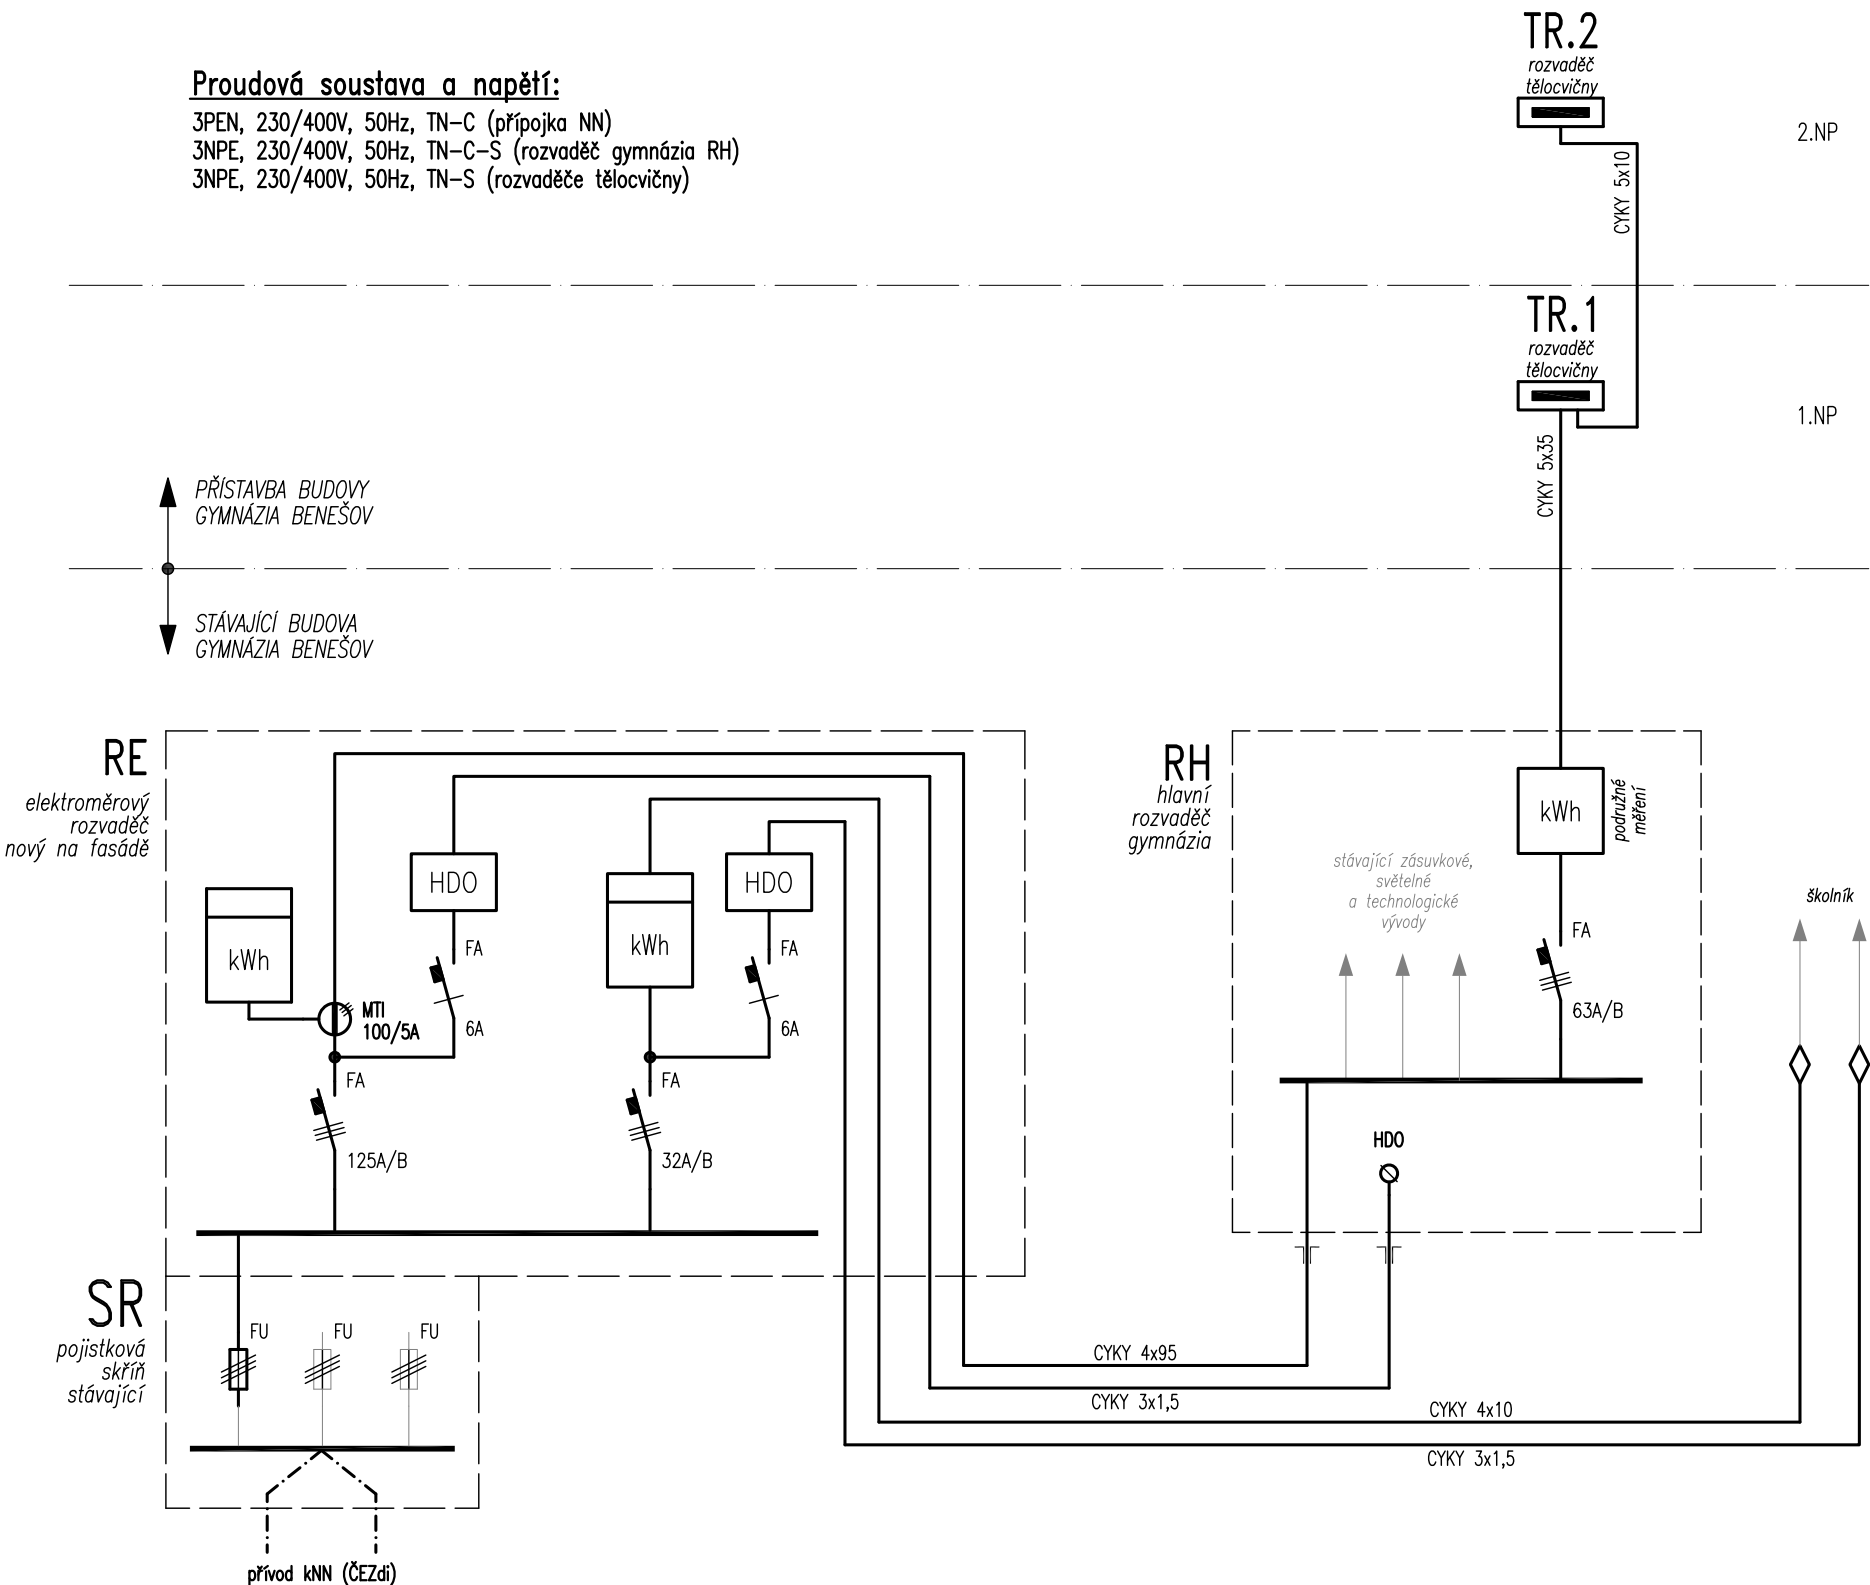 Proudová soustava a napětí:
3PEN, 230/400V, 50Hz, TN-C (přípojka NN)
3NPE, 230/400V, 50Hz, TN-C-S (rozvaděč gymnázia RH)
3NPE, 230/400V, 50Hz, TN-S (rozvaděče tělocvičny)
TR.2
rozvaděč
tělocvičny
2.NP
CYKY 5x10
TR.1
rozvaděč
tělocvičny
1.NP
CYKY 5x35
PŘÍSTAVBA BUDOVY
GYMNÁZIA BENEŠOV
STÁVAJÍCÍ BUDOVA
GYMNÁZIA BENEŠOV
RE
elektroměrový
rozvaděč
nový na fasádě
kWh
MTI
100/5A
HDO
FA
6A
FA
125A/B
kWh
HDO
FA
6A
FA
32A/B
RH
hlavní
rozvaděč
gymnázia
kWh
podružné
měření
stávající zásuvkové,
světelné
a technologické
vývody
FA
63A/B
HDO
školník
SR
pojistková
skříň
stávající
FU
FU
FU
CYKY 4x95
CYKY 3x1,5
CYKY 4x10
CYKY 3x1,5
přívod kNN (ČEZdi)